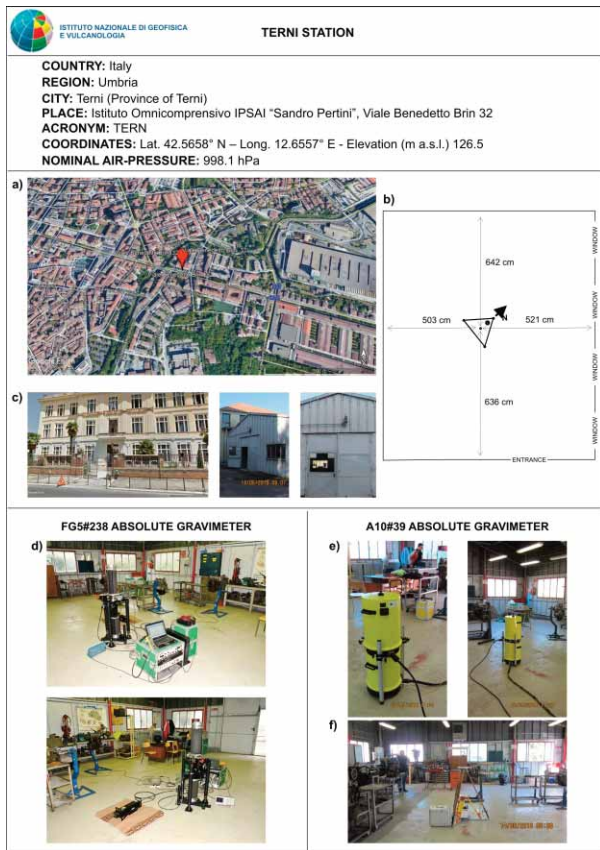 ISTITUTO NAZIONALE DI GEOFISICA
E VULCANOLOGIA
TERNI STATION
COUNTRY: Italy
REGION: Umbria
CITY: Terni (Province of Terni)
PLACE: Istituto Omnicomprensivo IPSAI “Sandro Pertini”, Viale Benedetto Brin 32
ACRONYM: TERN
COORDINATES: Lat. 42.5658° N – Long. 12.6557° E - Elevation (m a.s.l.) 126.5
NOMINAL AIR-PRESSURE: 998.1 hPa
a)
b)
642 cm
503 cm
N
521 cm
636 cm
WINDOW
WINDOW
WINDOW
WINDOW
ENTRANCE
c)
FG5#238 ABSOLUTE GRAVIMETER
A10#39 ABSOLUTE GRAVIMETER
d)
e)
f)